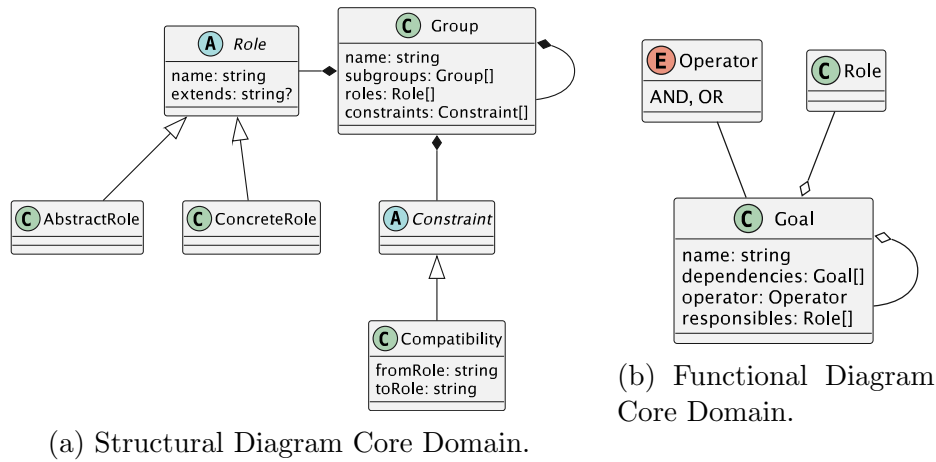 A Role
name: string
extends: string?
C Group
name: string
subgroups: Group[]
roles: Role[]
constraints: Constraint[]
C AbstractRole
C ConcreteRole
A Constraint
C Compatibility
fromRole: string
toRole: string
(a) Structural Diagram Core Domain.
E Operator
AND, OR
C Role
C Goal
name: string
dependencies: Goal[]
operator: Operator
responsibles: Role[]
(b) Functional Diagram
Core Domain.